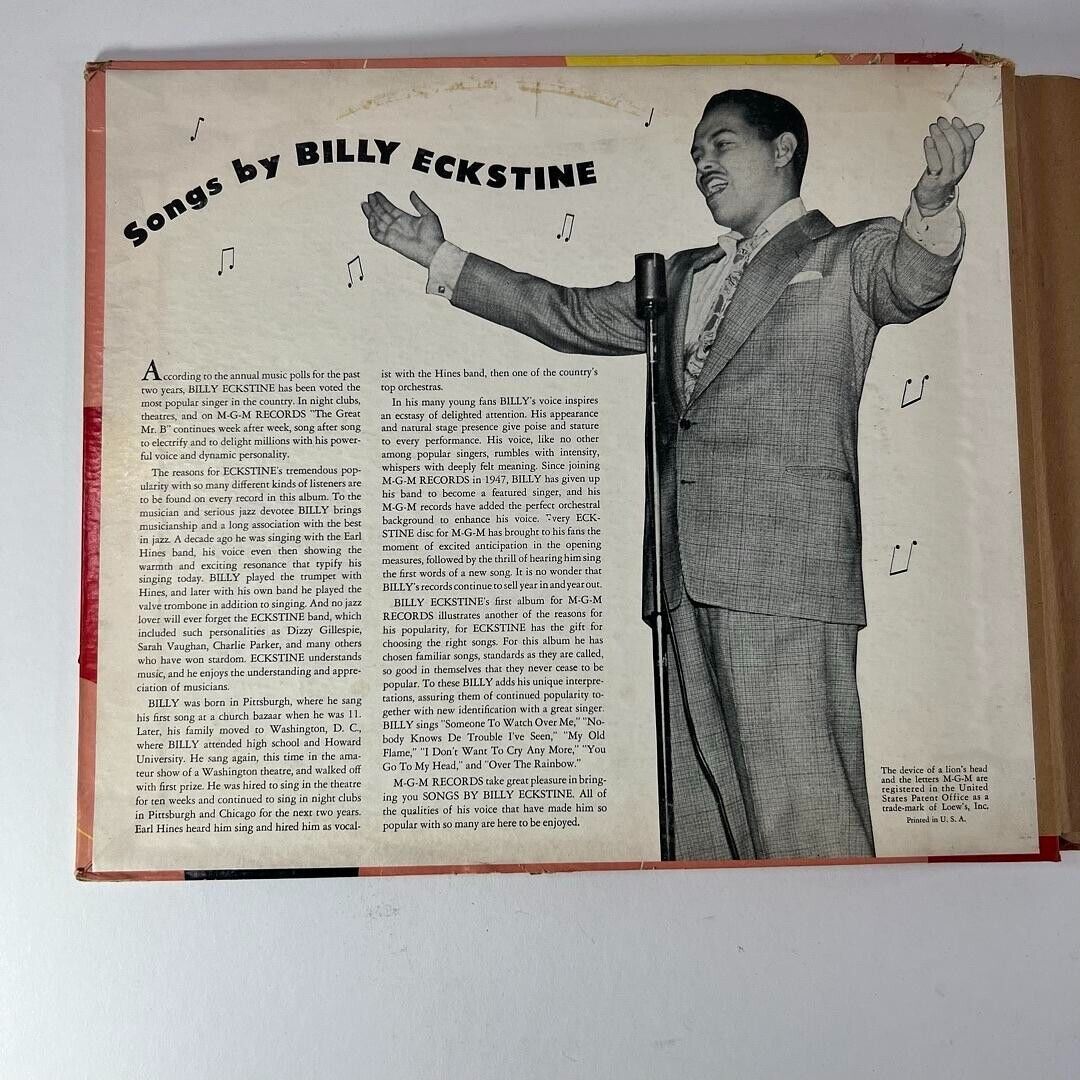 Songs by BILLY ECKSTINE
According to the annual music polls for the past
two years, BILLY ECKSTINE has been voted the
most popular singer in the country. In night clubs,
theatres, and on M-G-M RECORDS "The Great
Mr. B" continues week after week, song after song
to electrify and to delight millions with his power-
ful voice and dynamic personality.
The reasons for ECKSTINE's tremendous pop-
ularity with so many different kinds of listeners are
to be found on every record in this album. To the
musician and serious jazz devotee BILLY brings
musicianship and a long association with the best
in jazz. A decade ago he was singing with the Earl
Hines band, his voice even then showing the
warmth and exciting resonance that typify his
singing today. BILLY played the trumpet with
Hines, and later with his own band he played the
valve trombone in addition to singing. And no jazz
lover will ever forget the ECKSTINE band, which
included such personalities as Dizzy Gillespie,
Sarah Vaughan, Charlie Parker, and many others
who have won stardom. ECKSTINE understands
music, and he enjoys the understanding and appre-
ciation of musicians.
BILLY was born in Pittsburgh, where he sang
his first song at a church bazaar when he was 11.
Later, his family moved to Washington, D. C.,
where BILLY attended high school and Howard
University. He sang again, this time in the ama-
teur show of a Washington theatre, and walked off
with first prize. He was hired to sing in the theatre
for ten weeks and continued to sing in night clubs
in Pittsburgh and Chicago for the next two years.
Earl Hines heard him sing and hired him as vocal-
ist with the Hines band, then one of the country's
top orchestras.
In his many young fans BILLY's voice inspires
an ecstasy of delighted attention. His appearance
and natural stage presence give poise and stature
to every performance. His voice, like no other
among popular singers, rumbles with intensity,
whispers with deeply felt meaning. Since joining
M-G-M RECORDS in 1947, BILLY has given up
his band to become a featured singer, and his
M-G-M records have added the perfect orchestral
background to enhance his voice. Every ECK-
STINE disc for M-G-M has brought to his fans the
moment of excited anticipation in the opening
measures, followed by the thrill of hearing him sing
the first words of a new song. It is no wonder that
BILLY's records continue to sell year in and year out.
BILLY ECKSTINE's first album for M-G-M
RECORDS illustrates another of the reasons for
his popularity, for ECKSTINE has the gift for
choosing the right songs. For this album he has
chosen familiar songs, standards as they are called,
so good in themselves that they never cease to be
popular. To these BILLY adds his unique interpre-
tations, assuring them of continued popularity to-
gether with new identification with a great singer.
BILLY sings "Someone To Watch Over Me," "No-
body Knows De Trouble I've Seen," "My Old
Flame," "I Don't Want To Cry Any More," "You
Go To My Head," and "Over The Rainbow."
M-G-M RECORDS take great pleasure in bring-
ing you SONGS BY BILLY ECKSTINE. All of
the qualities of his voice that have made him so
popular with so many are here to be enjoyed.
The device of a lion's head
and the letters M-G-M are
registered in the United
States Patent Office as a
trade-mark of Loew's, Inc.
Printed in U. S. A.